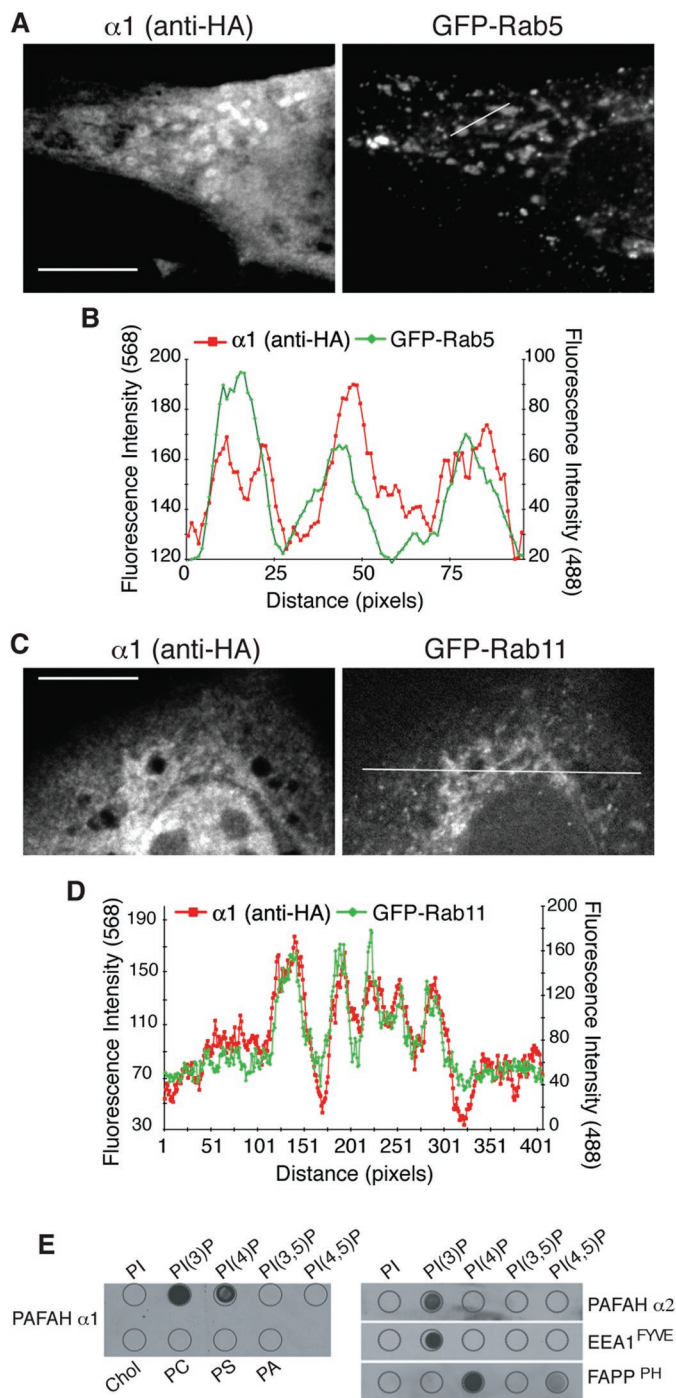 A
α1 (anti-HA) GFP-Rab5
B
α1 (anti-HA) GFP-Rab5
Fluorescence Intensity (568)
200
180
160
140
120
Fluorescence Intensity (488)
100
80
60
40
20
0 25 50 75
Distance (pixels)
C
α1 (anti-HA) GFP-Rab11
D
α1 (anti-HA) GFP-Rab11
Fluorescence Intensity (568)
190
150
110
70
30
Fluorescence Intensity (488)
200
160
120
80
40
0
1 51 101 151 201 251 301 351 401
Distance (pixels)
E
PI PI(3)P PI(4)P PI(3,5)P PI(4,5)P
PAFAH α1
Chol PC PS PA
PI PI(3)P PI(4)P PI(3,5)P PI(4,5)P
PAFAH α2
EEA1 FYVE
FAPP PH